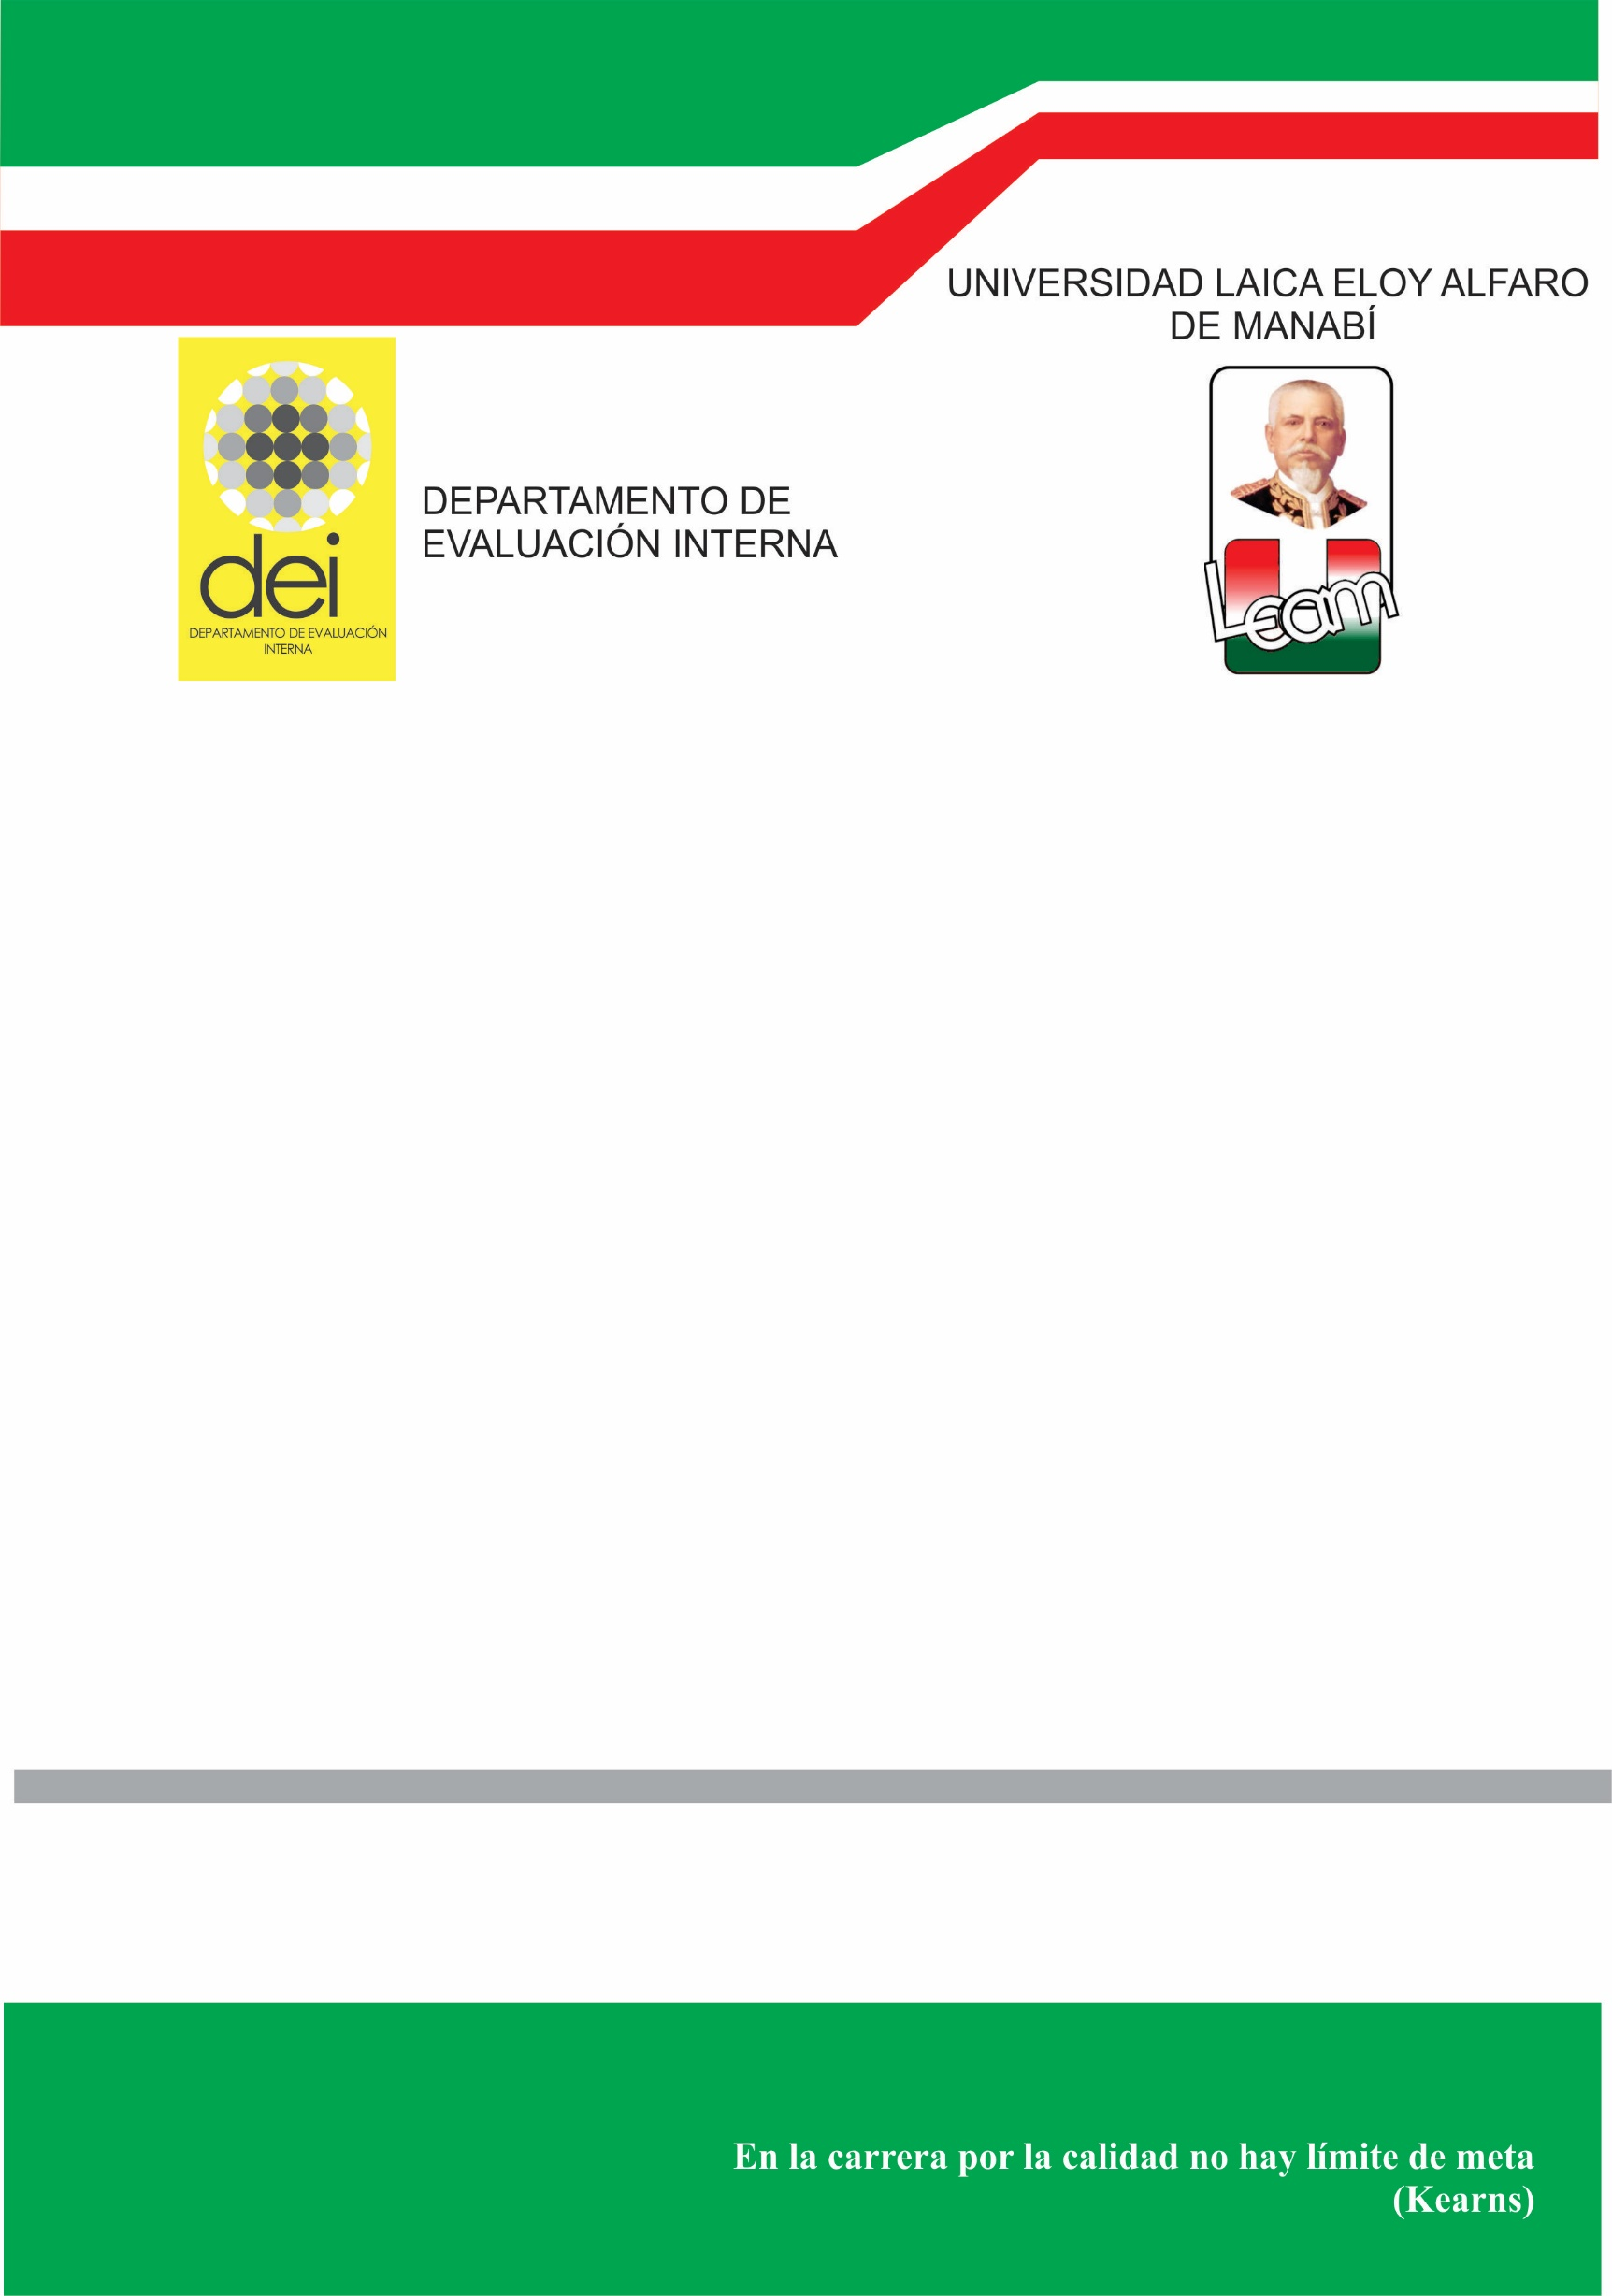 UNIVERSIDAD LAICA ELOY ALFARO
DE MANABÍ
DEPARTAMENTO DE
EVALUACIÓN INTERNA
dei
DEPARTAMENTO DE EVALUACIÓN
INTERNA
U
Leam
En la carrera por la calidad no hay límite de meta
(Kearns)